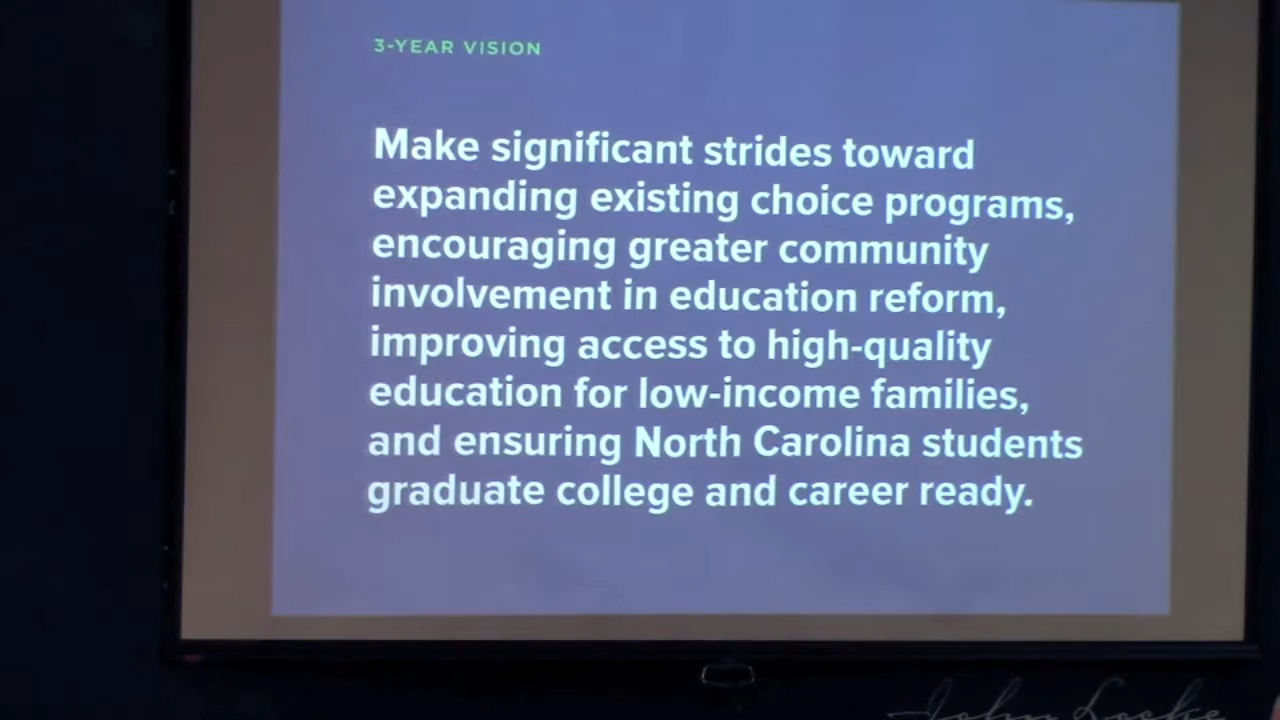 3-YEAR VISION
Make significant strides toward
expanding existing choice programs,
encouraging greater community
involvement in education reform,
improving access to high-quality
education for low-income families,
and ensuring North Carolina students
graduate college and career ready.
John Locke